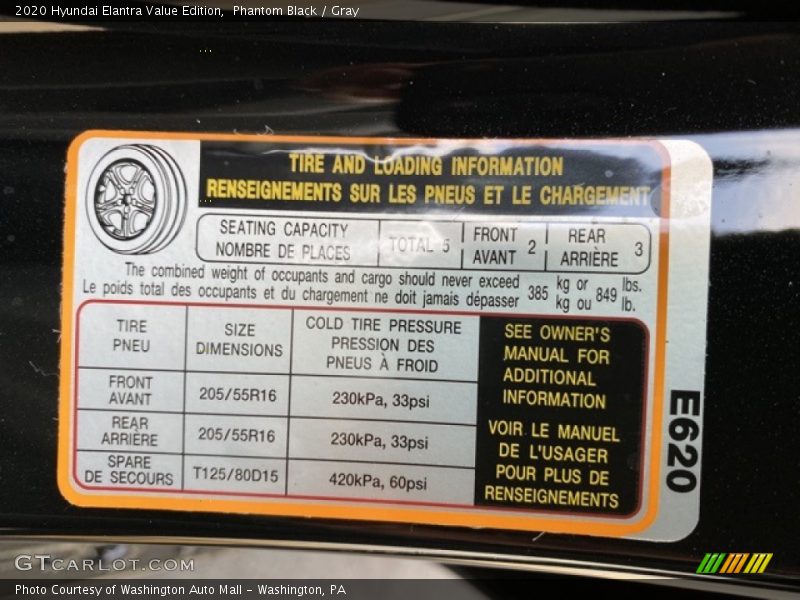 2020 Hyundai Elantra Value Edition,  Phantom Black / Gray
TIRE AND LOADING INFORMATION
RENSEIGNEMENTS SUR LES PNEUS ET LE CHARGEMENT
SEATING CAPACITY
NOMBRE DE PLACES
TOTAL 5
FRONT
AVANT
2
REAR
ARRIÈRE
3
The combined weight of occupants and cargo should never exceed 385 kg or 849 lbs.
Le poids total des occupants et du chargement ne doit jamais dépasser kg ou lb.
TIRE
PNEU
SIZE
DIMENSIONS
COLD TIRE PRESSURE
PRESSION DES
PNEUS À FROID
FRONT
AVANT
205/55R16
230kPa, 33psi
REAR
ARRIÈRE
205/55R16
230kPa, 33psi
SPARE
DE SECOURS
T125/80D15
420kPa, 60psi
SEE OWNER'S
MANUAL FOR
ADDITIONAL
INFORMATION
VOIR LE MANUEL
DE L'USAGER
POUR PLUS DE
RENSEIGNEMENTS
E620
GTCARLOT.COM
Photo Courtesy of Washington Auto Mall - Washington, PA